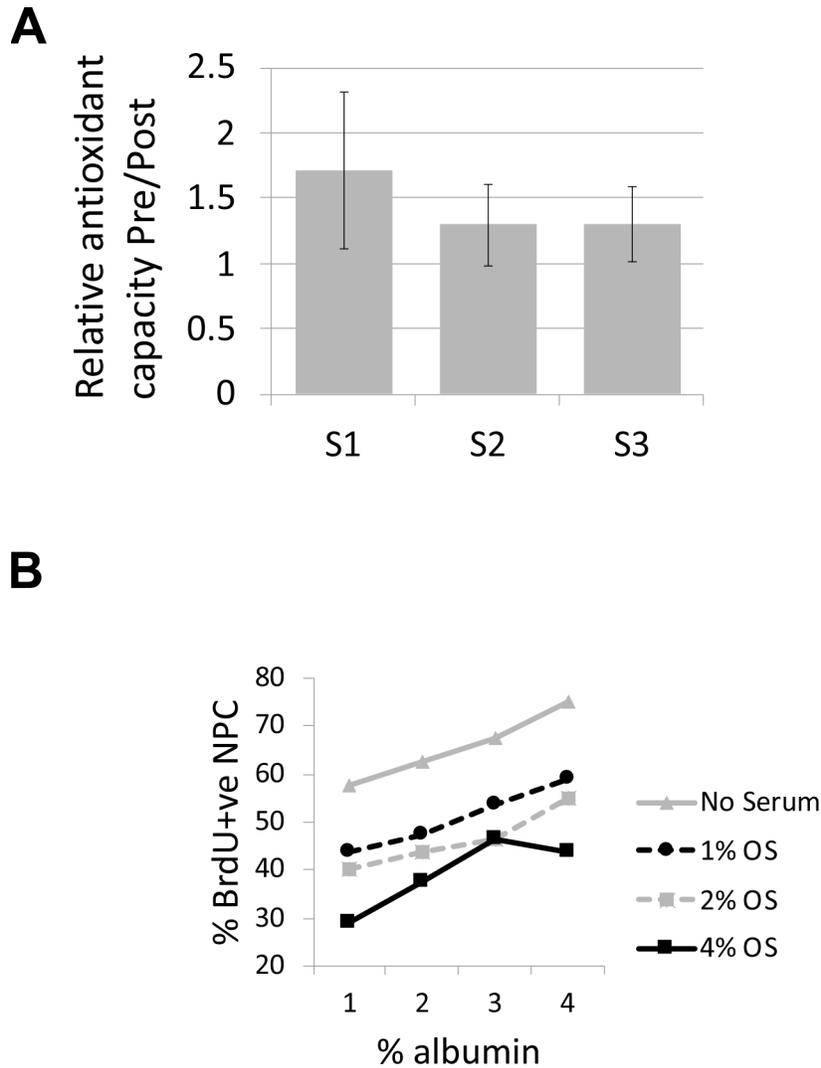 A
Relative antioxidant
capacity Pre/Post
2.5
2
1.5
1
0.5
0
S1 S2 S3
B
% BrdU+ve NPC
80
70
60
50
40
30
20
1 2 3 4
% albumin
No Serum
1% OS
2% OS
4% OS